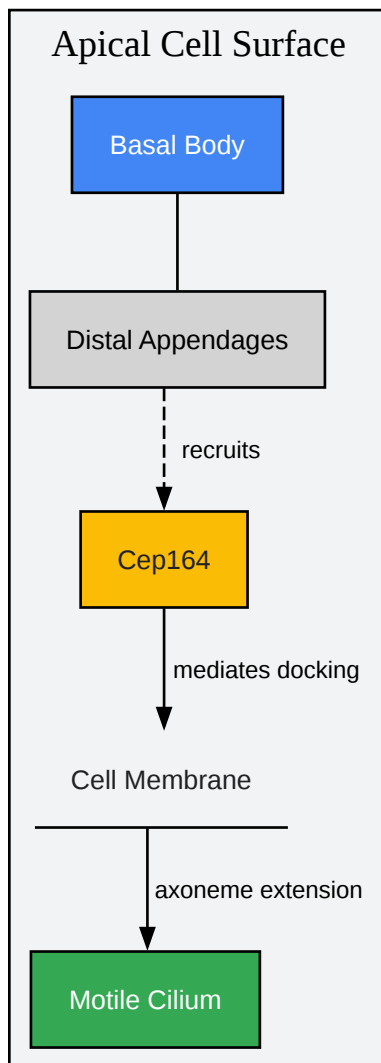 Apical Cell Surface
Basal Body
Distal Appendages
recruits
Cep164
mediates docking
Cell Membrane
axoneme extension
Motile Cilium